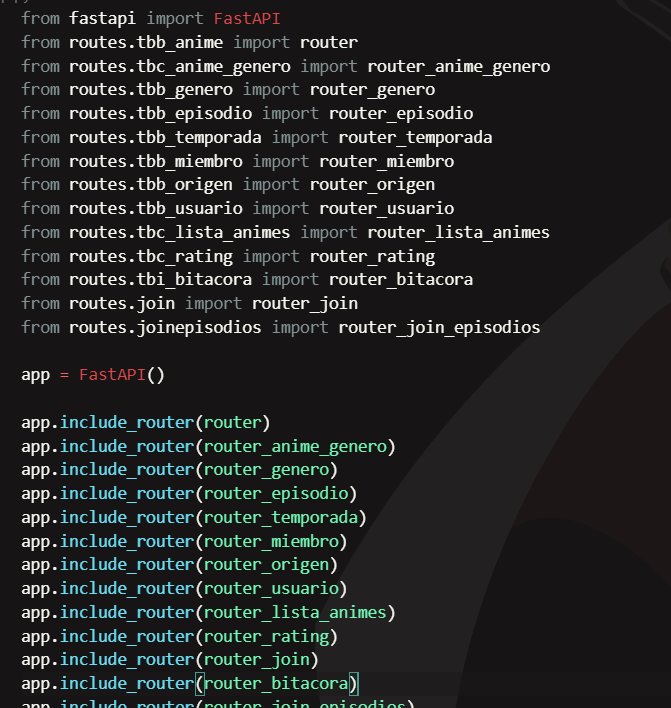 from fastapi import FastAPI
from routes.tbb_anime import router
from routes.tbc_anime_genero import router_anime_genero
from routes.tbb_genero import router_genero
from routes.tbb_episodio import router_episodio
from routes.tbb_temporada import router_temporada
from routes.tbb_miembro import router_miembro
from routes.tbb_origen import router_origen
from routes.tbb_usuario import router_usuario
from routes.tbc_lista_animes import router_lista_animes
from routes.tbc_rating import router_rating
from routes.tbi_bitacora import router_bitacora
from routes.join import router_join
from routes.joinepisodios import router_join_episodios
app = FastAPI()
app.include_router(router)
app.include_router(router_anime_genero)
app.include_router(router_genero)
app.include_router(router_episodio)
app.include_router(router_temporada)
app.include_router(router_miembro)
app.include_router(router_origen)
app.include_router(router_usuario)
app.include_router(router_lista_animes)
app.include_router(router_rating)
app.include_router(router_join)
app.include_router(router_bitacora)
app.include_router(router_join_episodios)